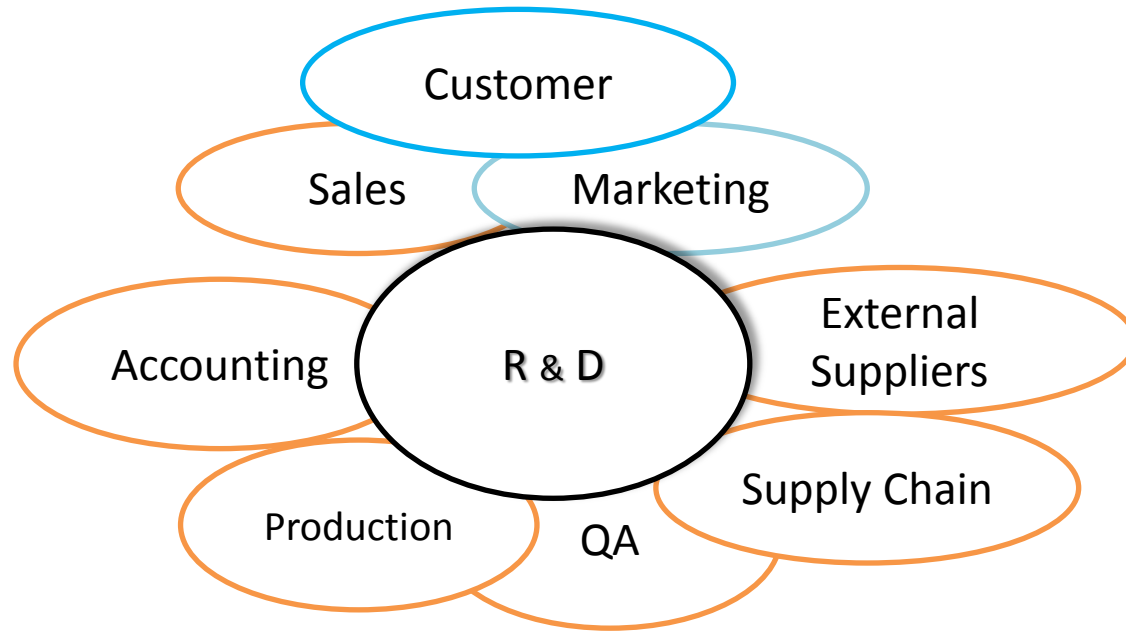 Customer
Sales
Marketing
External
Suppliers
Accounting
R & D
Supply Chain
Production
QA